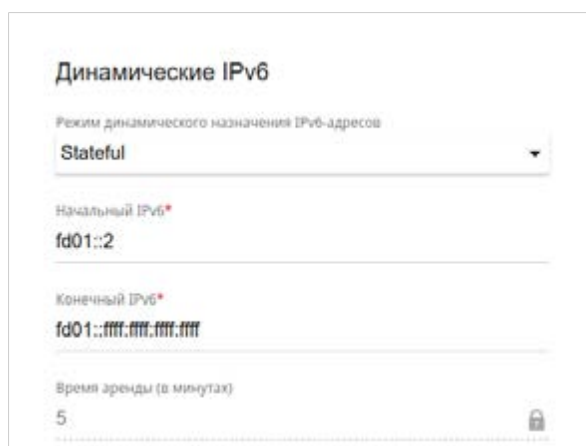 Динамические IPv6
Режим динамического назначения IPv6-адресов
Stateful
Начальный IPv6*
fd01::2
Конечный IPv6*
fd01::ffff:ffff:ffff:ffff
Время аренды (в минутах)
5